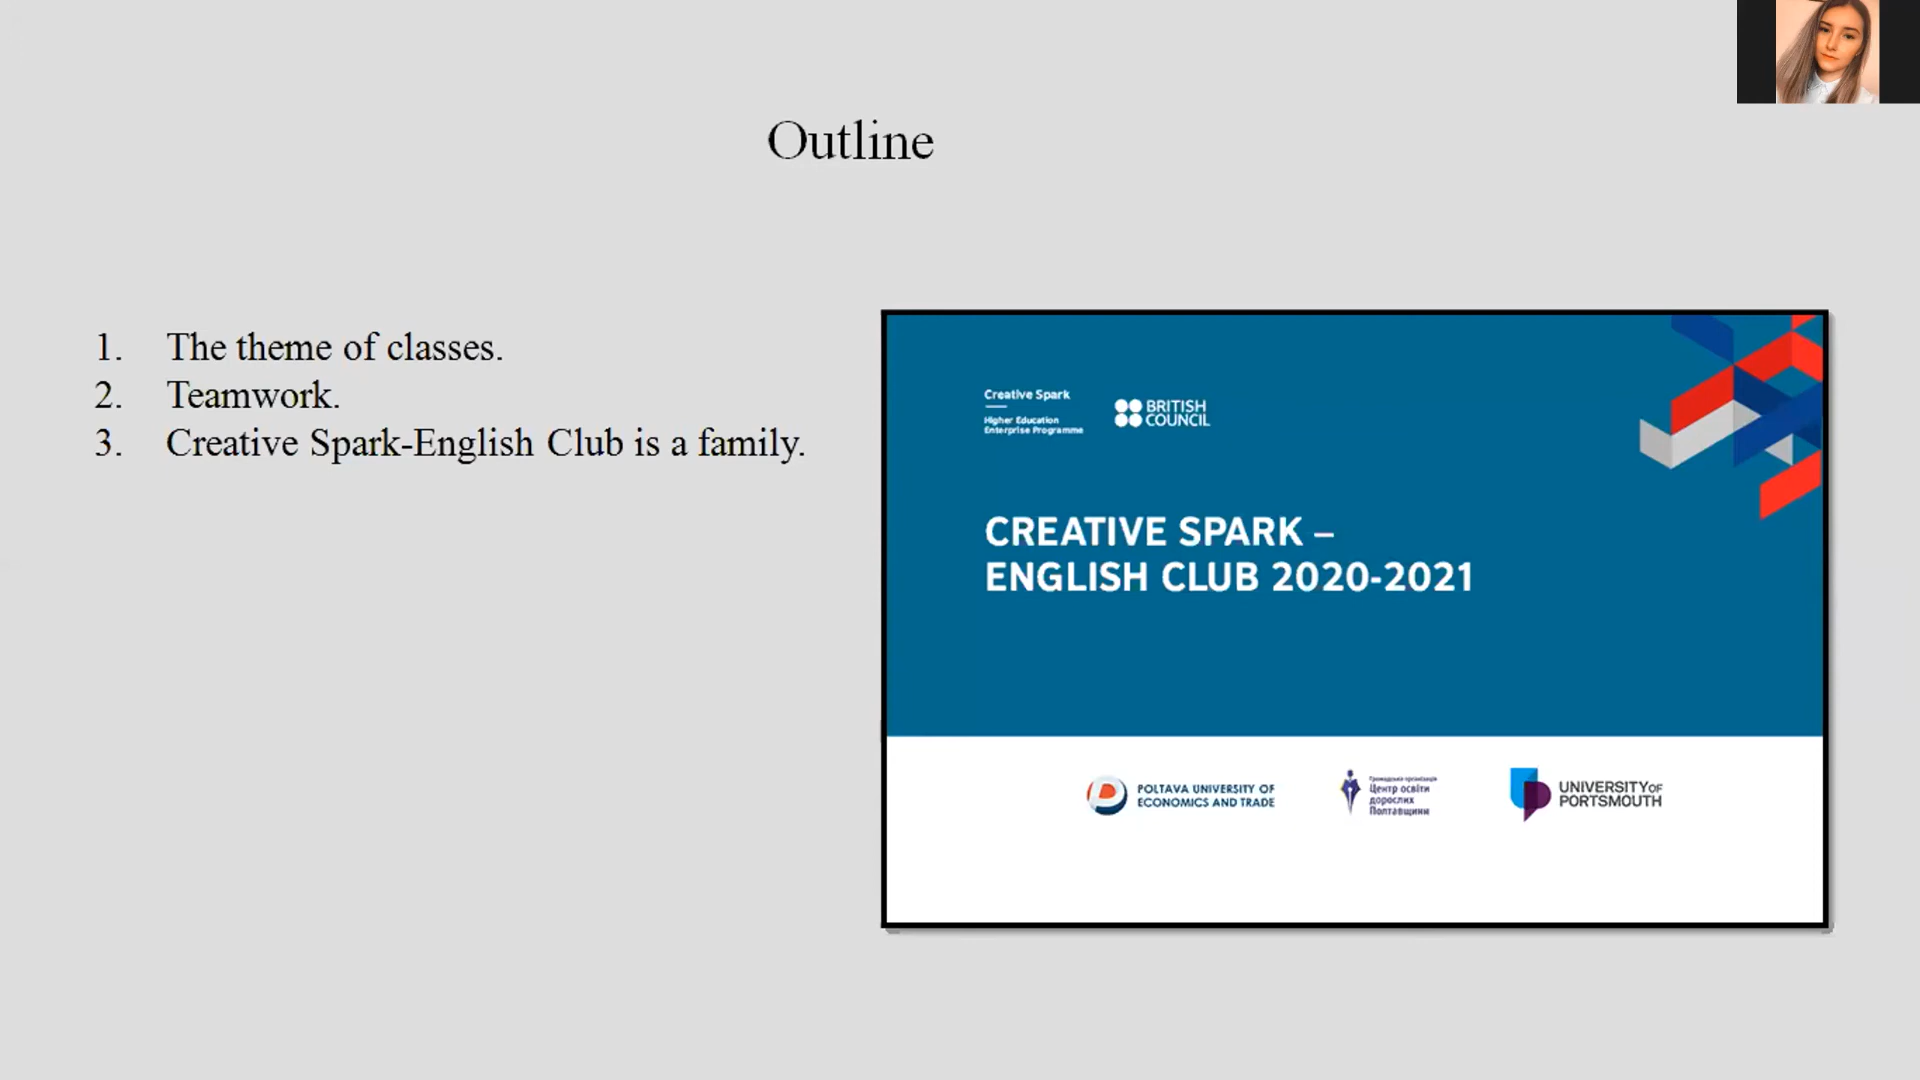 Outline
1. The theme of classes.
2. Teamwork.
3. Creative Spark-English Club is a family.
Creative Spark
Higher Education
Enterprise Programme
BRITISH
COUNCIL
CREATIVE SPARK –
ENGLISH CLUB 2020-2021
POLTAVA UNIVERSITY OF
ECONOMICS AND TRADE
Громадська організація
Центр освіти
дорослих
Полтавщини
UNIVERSITY OF
PORTSMOUTH